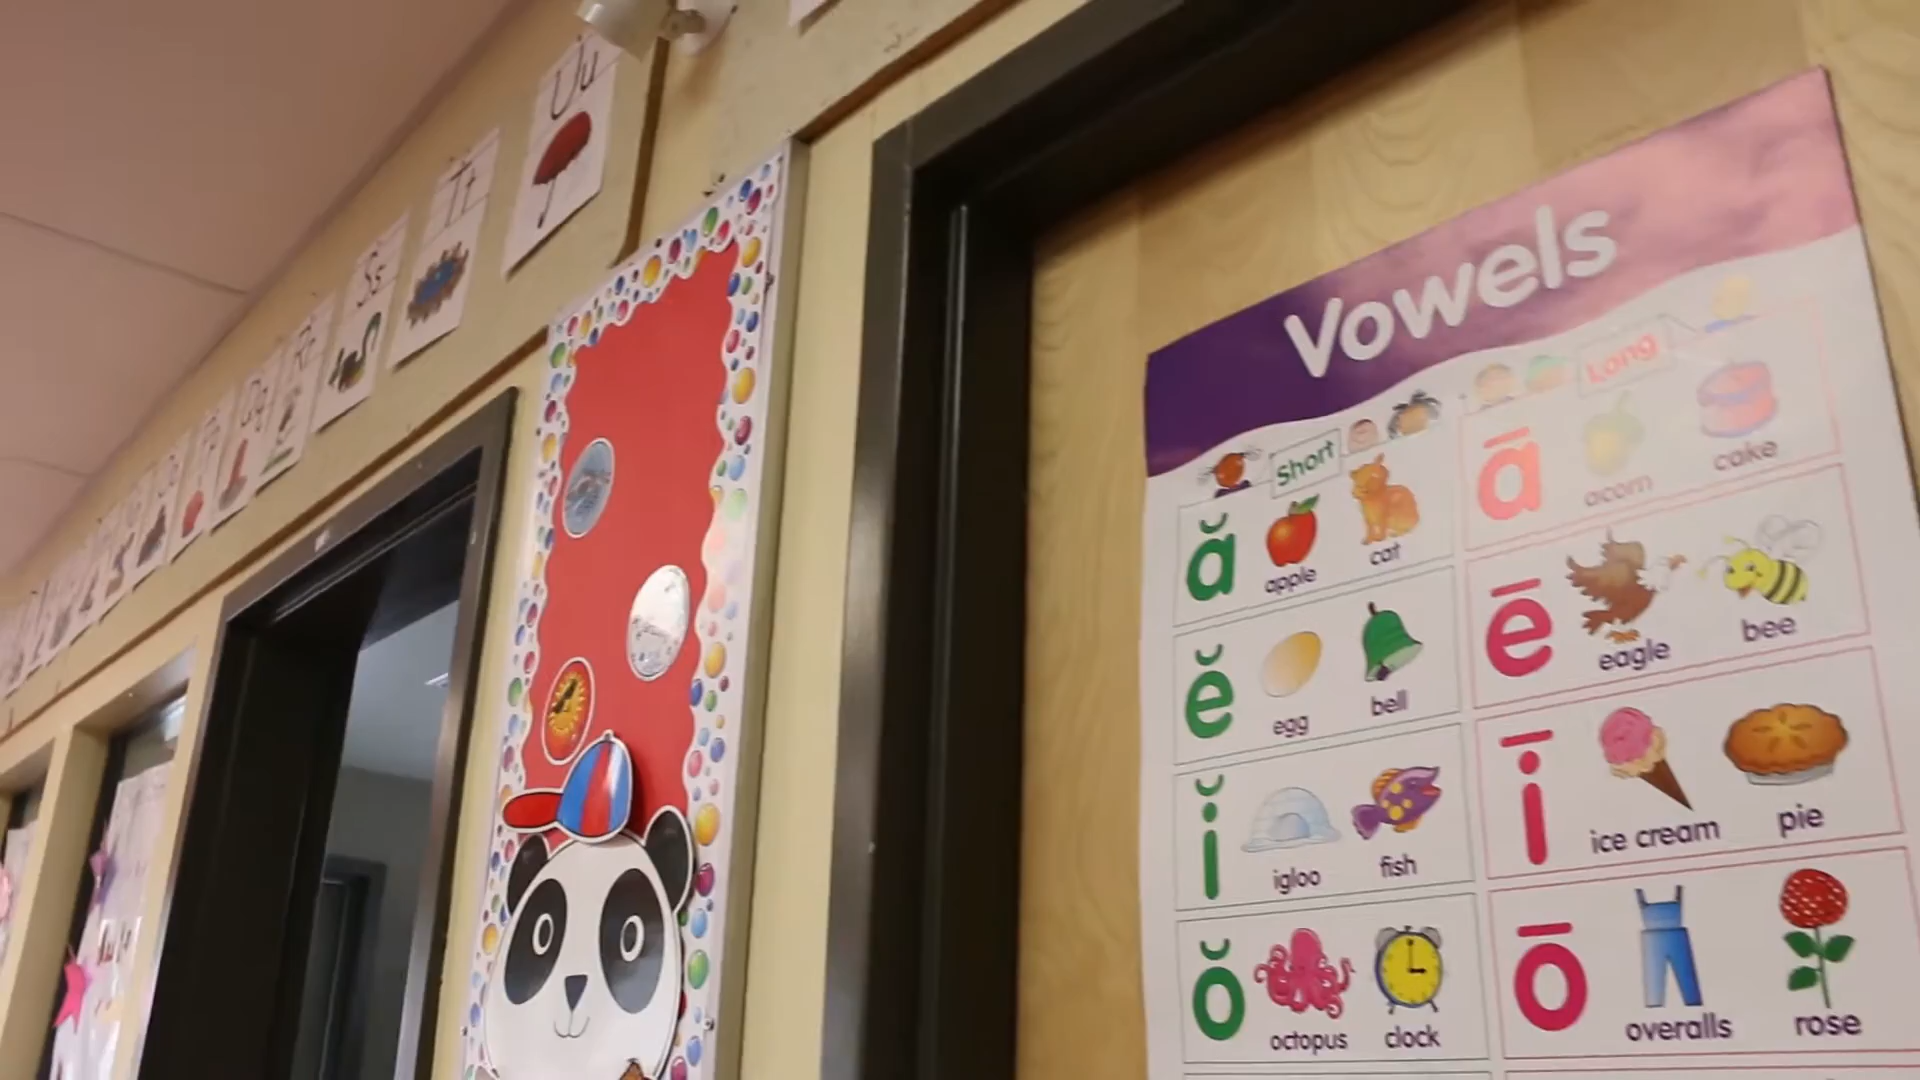 Uu
Tt
Ss
Rr
Qq
Vowels
Short
Long
ă
apple
cat
ā
acorn
cake
ĕ
egg
bell
ē
eagle
bee
ĭ
igloo
fish
ī
ice cream
pie
ŏ
octopus
clock
ō
overalls
rose